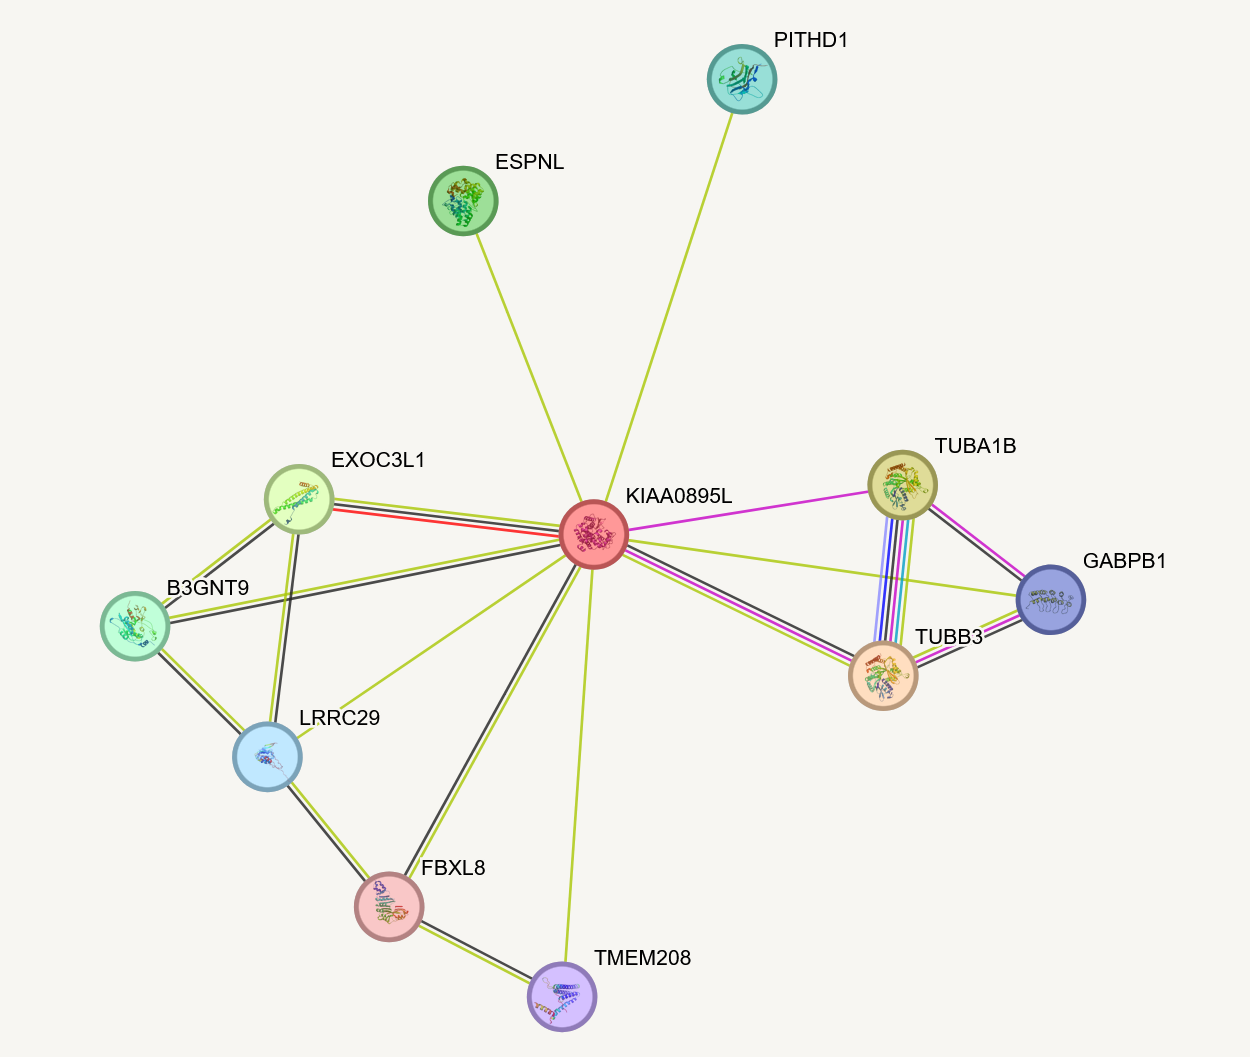 PITHD1
ESPNL
TUBA1B
EXOC3L1
KIAA0895L
GABPB1
B3GNT9
TUBB3
LRRC29
FBXL8
TMEM208